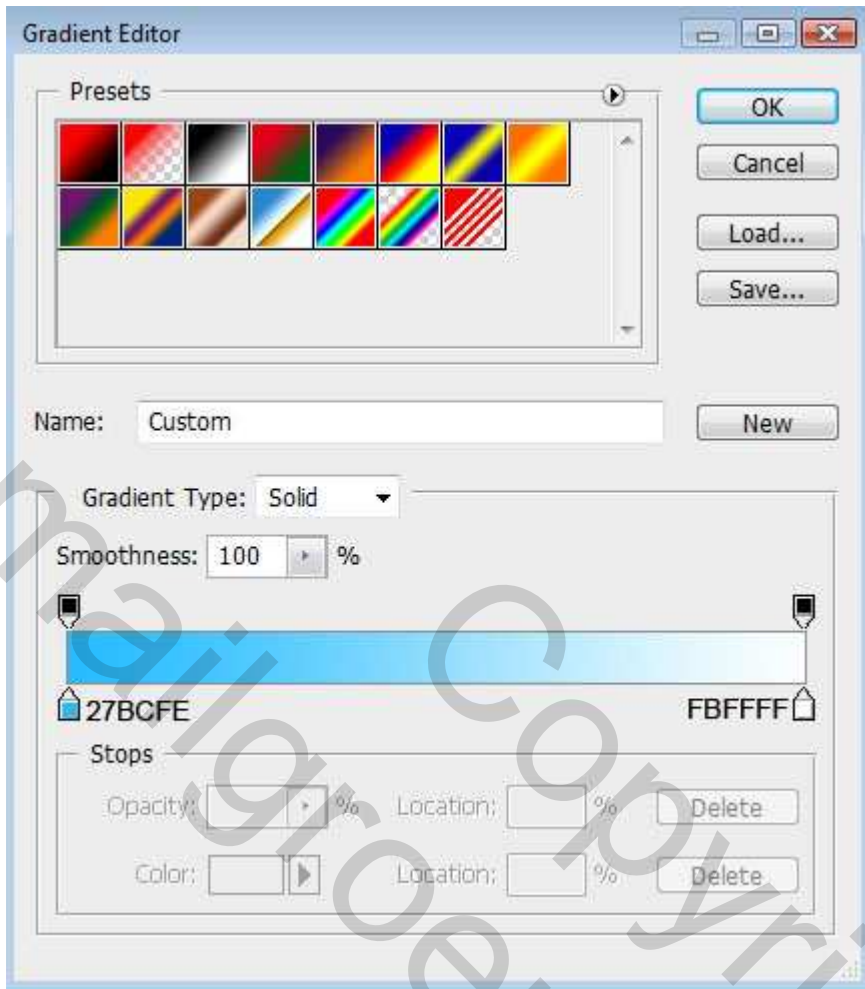 Gradient Editor
Presets
OK
Cancel
Load...
Save...
Name: Custom
New
Gradient Type: Solid
Smoothness: 100 %
27BCFE FBFFFF
Stops
Opacity: % Location: % Delete
Color: Location: % Delete